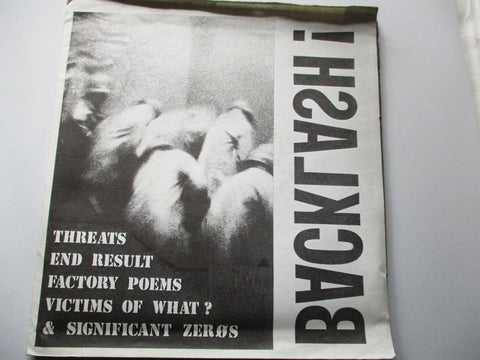 THREATS
END RESULT
FACTORY POEMS
VICTIMS OF WHAT?
& SIGNIFICANT ZERØS
BACKLASH!